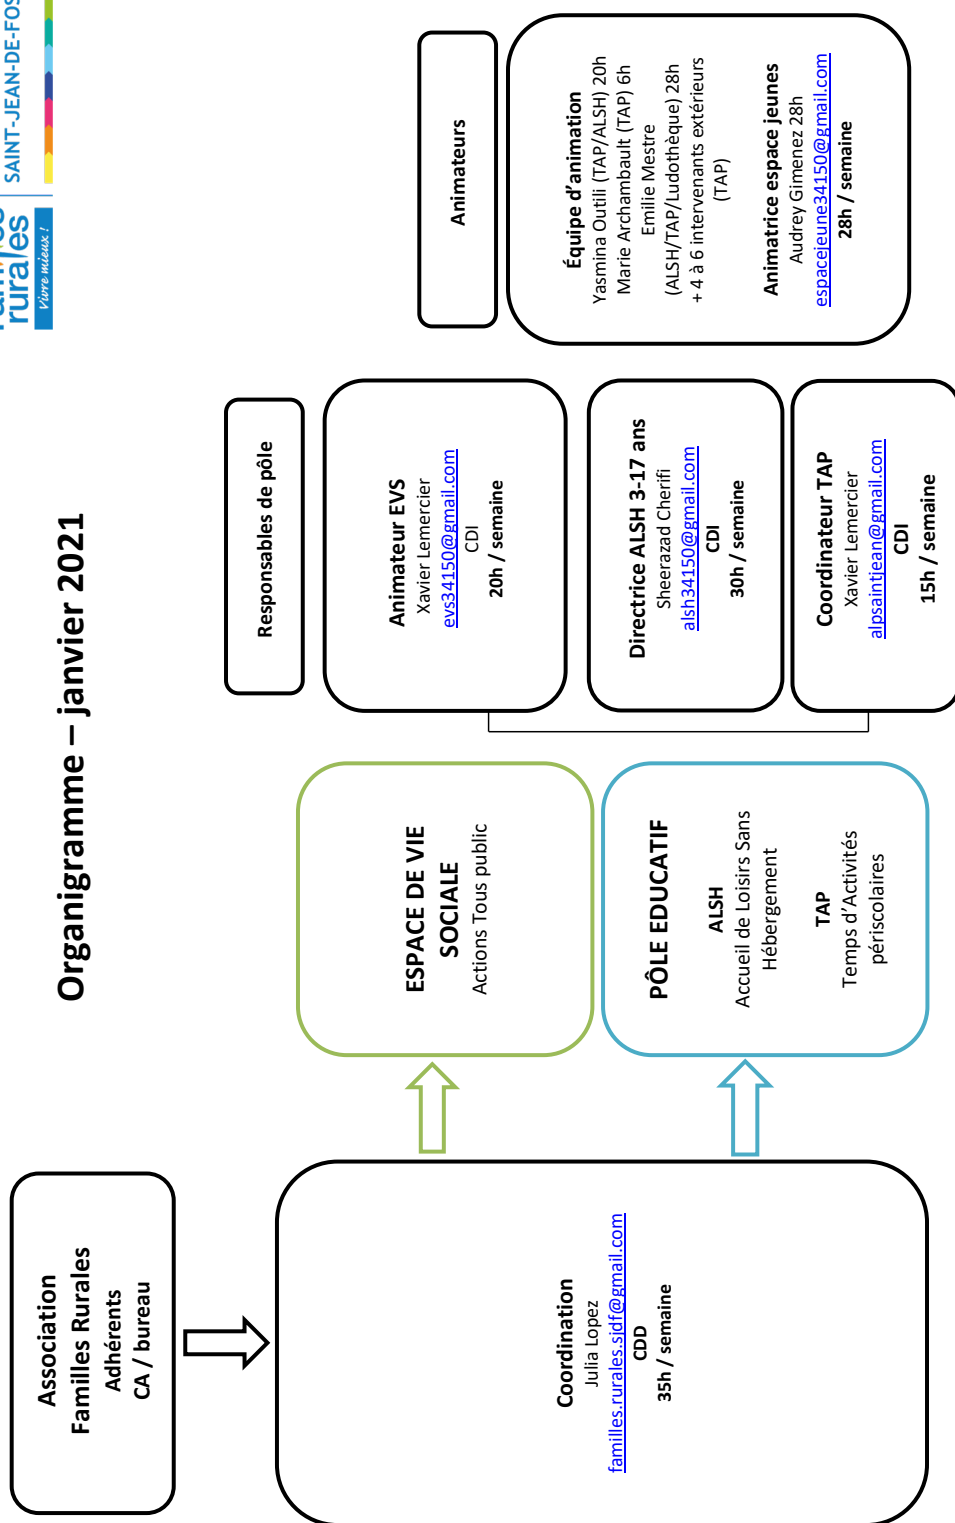 Organigramme – janvier 2021
rurales
Vivre mieux !
SAINT-JEAN-DE-FOS
Association
Familles Rurales
Adhérents
CA / bureau
Coordination
Julia Lopez
familles.rurales.sjdf@gmail.com
CDD
35h / semaine
ESPACE DE VIE
SOCIALE
Actions Tous public
PÔLE EDUCATIF
ALSH
Accueil de Loisirs Sans
Hébergement
TAP
Temps d’Activités
périscolaires
Responsables de pôle
Animateur EVS
Xavier Lemercier
evs34150@gmail.com
CDI
20h / semaine
Directrice ALSH 3-17 ans
Sheerazad Cherifi
alsh34150@gmail.com
CDI
30h / semaine
Coordinateur TAP
Xavier Lemercier
alpsaintjean@gmail.com
CDI
15h / semaine
Animateurs
Équipe d’animation
Yasmina Outili (TAP/ALSH) 20h
Marie Archambault (TAP) 6h
Emilie Mestre
(ALSH/TAP/Ludothèque) 28h
+ 4 à 6 intervenants extérieurs
(TAP)
Animatrice espace jeunes
Audrey Gimenez 28h
espacejeune34150@gmail.com
28h / semaine